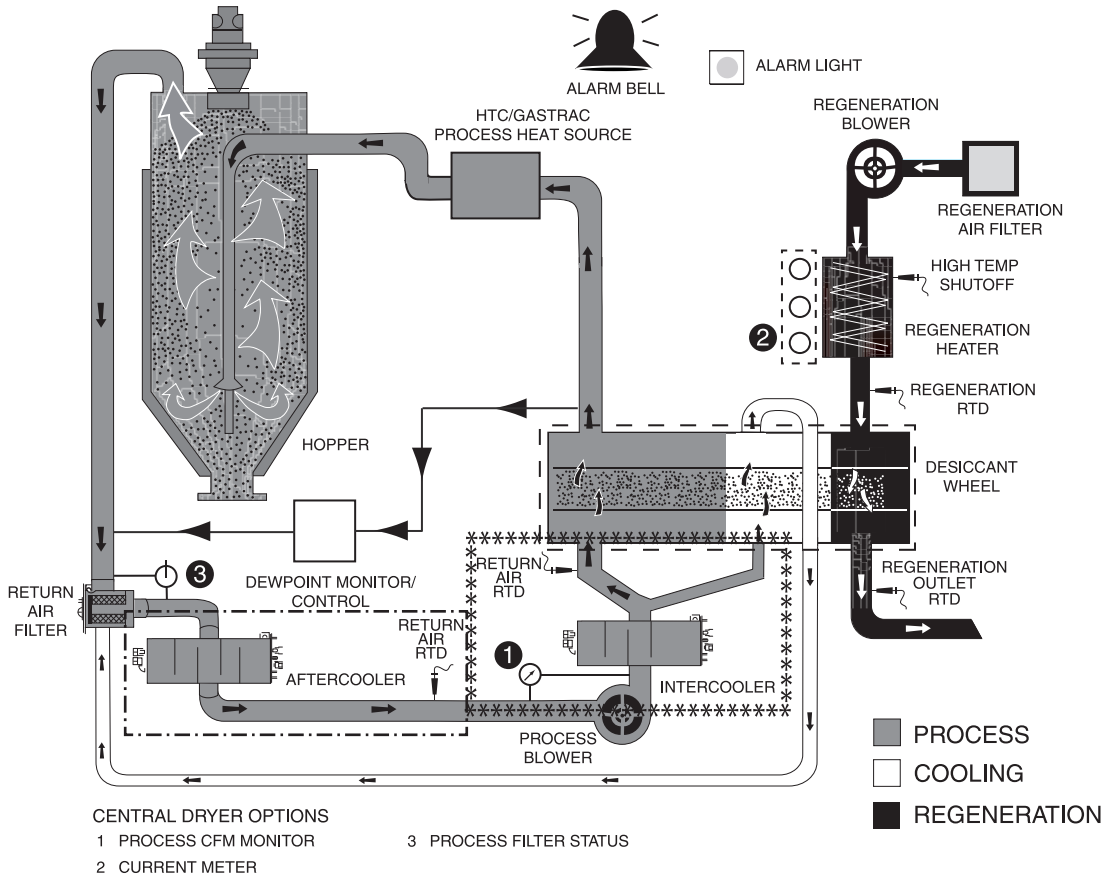 ALARM BELL
ALARM LIGHT
HTC/GASTRAC
PROCESS HEAT SOURCE
REGENERATION
BLOWER
REGENERATION
AIR FILTER
HIGH TEMP
SHUTOFF
2
REGENERATION
HEATER
REGENERATION
RTD
HOPPER
DESICCANT
WHEEL
RETURN
AIR
RTD
REGENERATION
OUTLET
RTD
3
DEWPOINT MONITOR/
CONTROL
RETURN
AIR
FILTER
RETURN
AIR
RTD
1
AFTERCOOLER
INTERCOOLER
PROCESS
BLOWER
PROCESS
COOLING
REGENERATION
CENTRAL DRYER OPTIONS
1 PROCESS CFM MONITOR
3 PROCESS FILTER STATUS
2 CURRENT METER